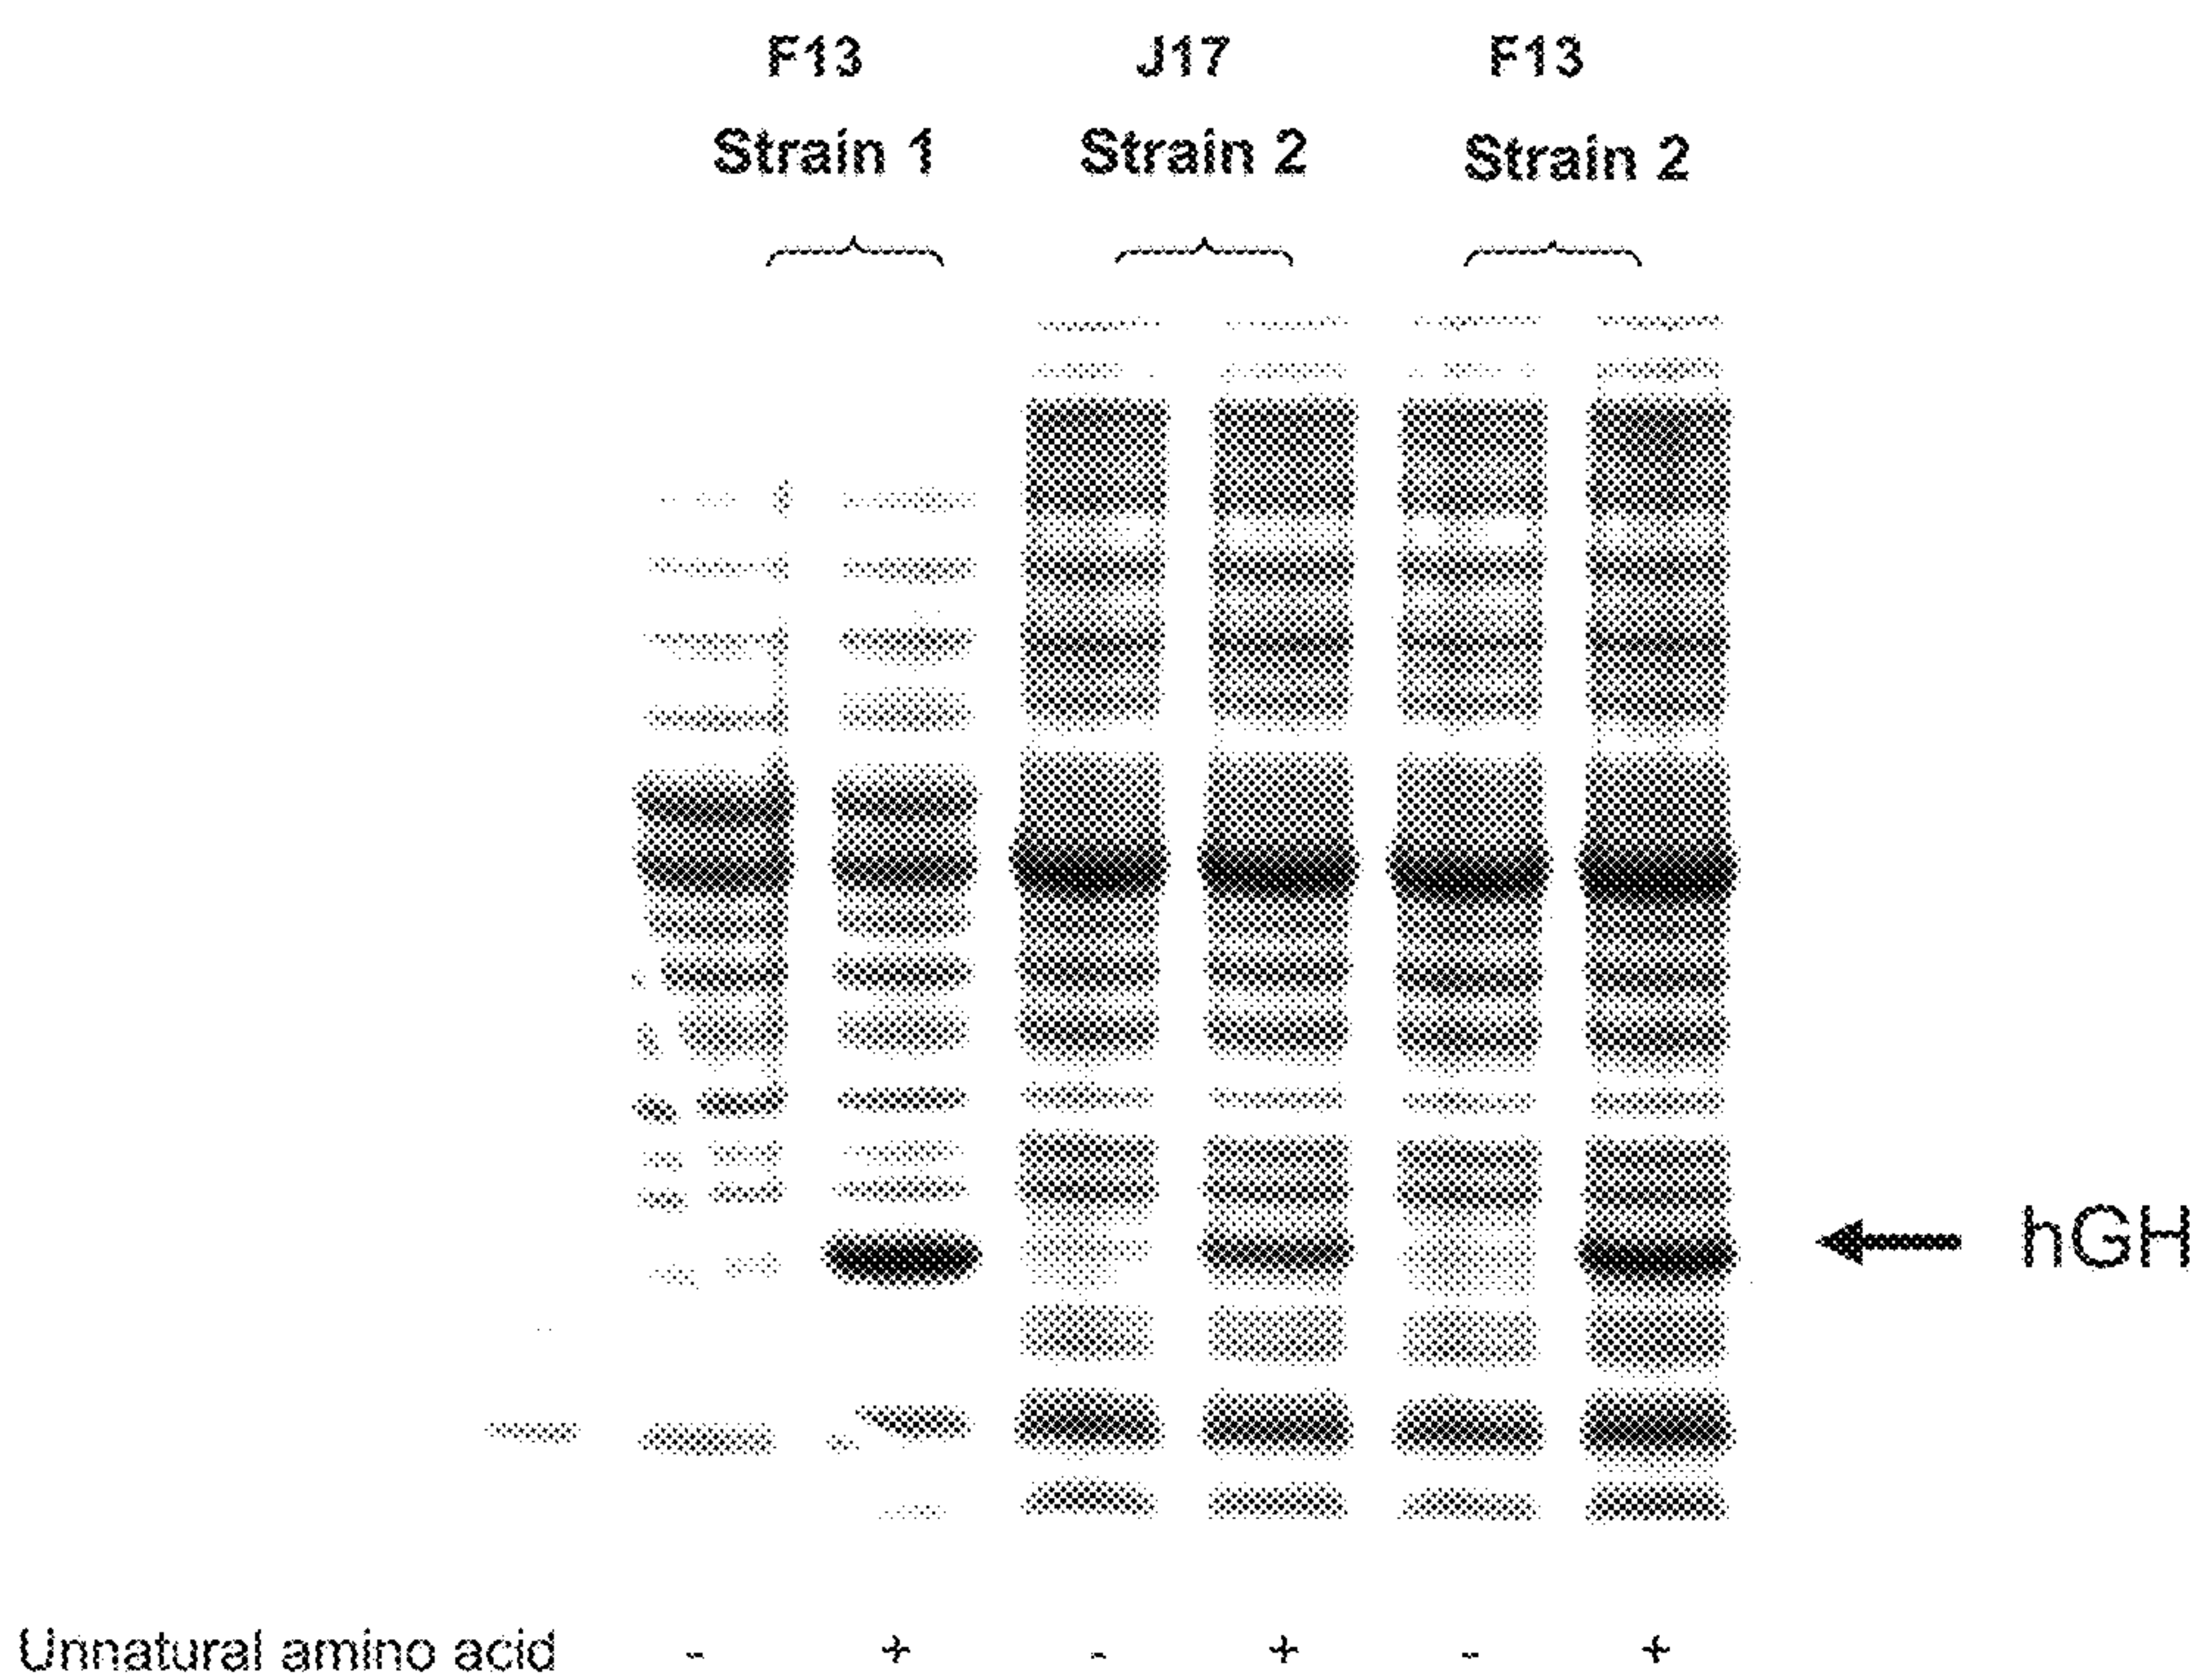 F13 J17 F13
Strain 1 Strain 2 Strain 2
hGH
Unnatural amino acid - + - + - +